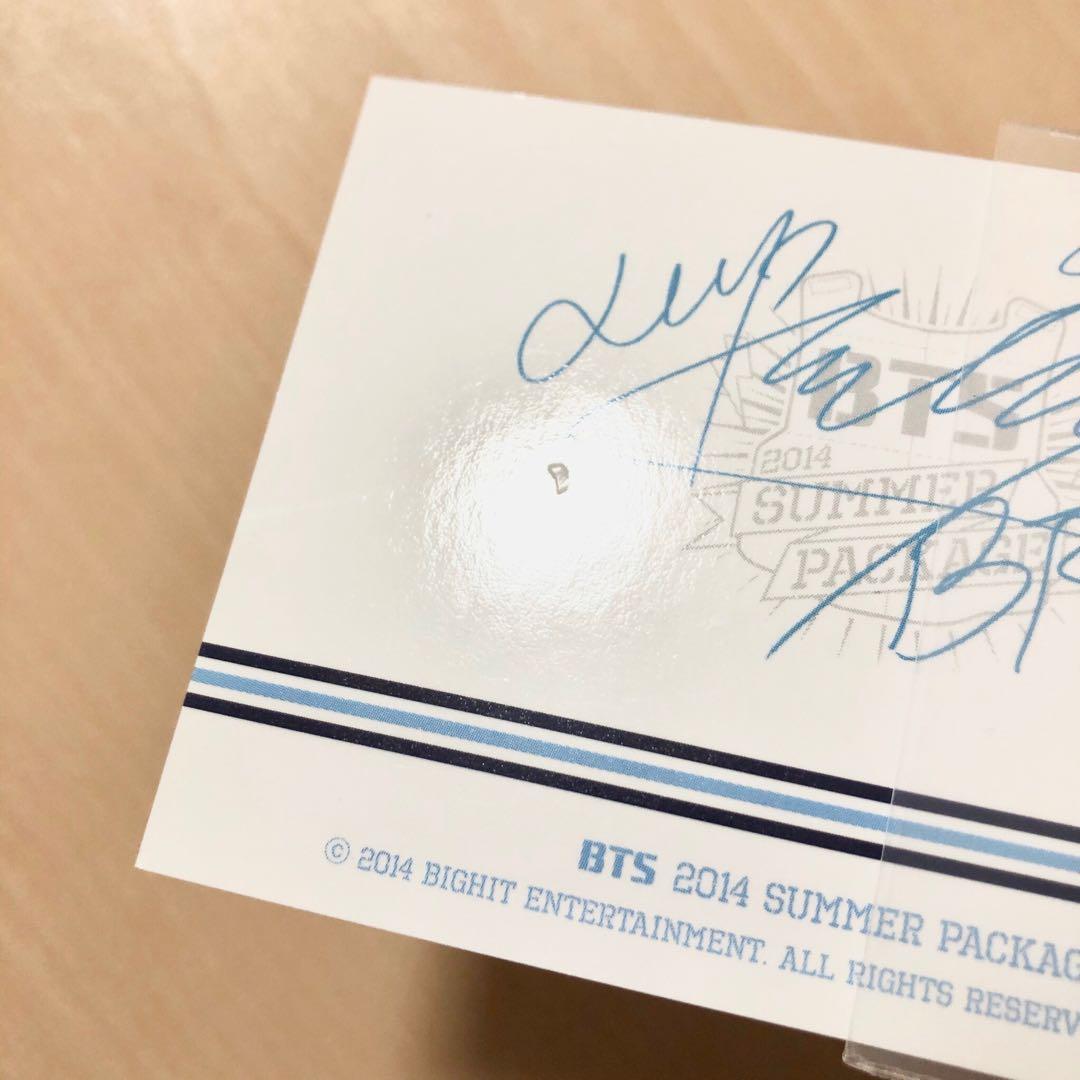 BTS
2014
SUMMER
PACKAGE
BTS 2014 SUMMER PACKAG
© 2014 BIGHIT ENTERTAINMENT. ALL RIGHTS RESERV